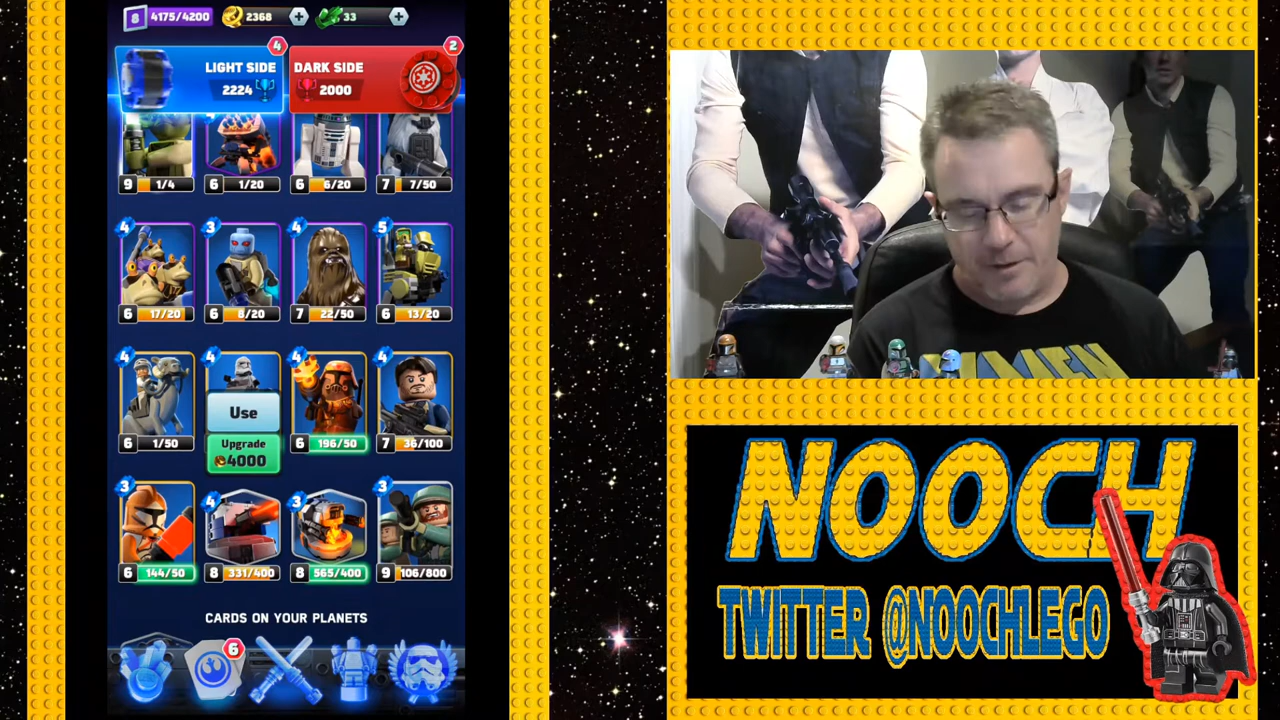 8 4175/4200 2368 33
4 2
LIGHT SIDE DARK SIDE
2224 2000
9 1/4 6 1/20 6 6/20 7 7/50
4 3 4 5
6 17/20 6 8/20 7 22/50 6 13/20
4 4 4 4
Use
6 1/50 Upgrade 6 196/50 7 36/100
4000
3 4 3 3
6 144/50 8 331/400 8 565/400 9 106/800
CARDS ON YOUR PLANETS
6
NOOCH
TWITTER @NOOCHLEGO